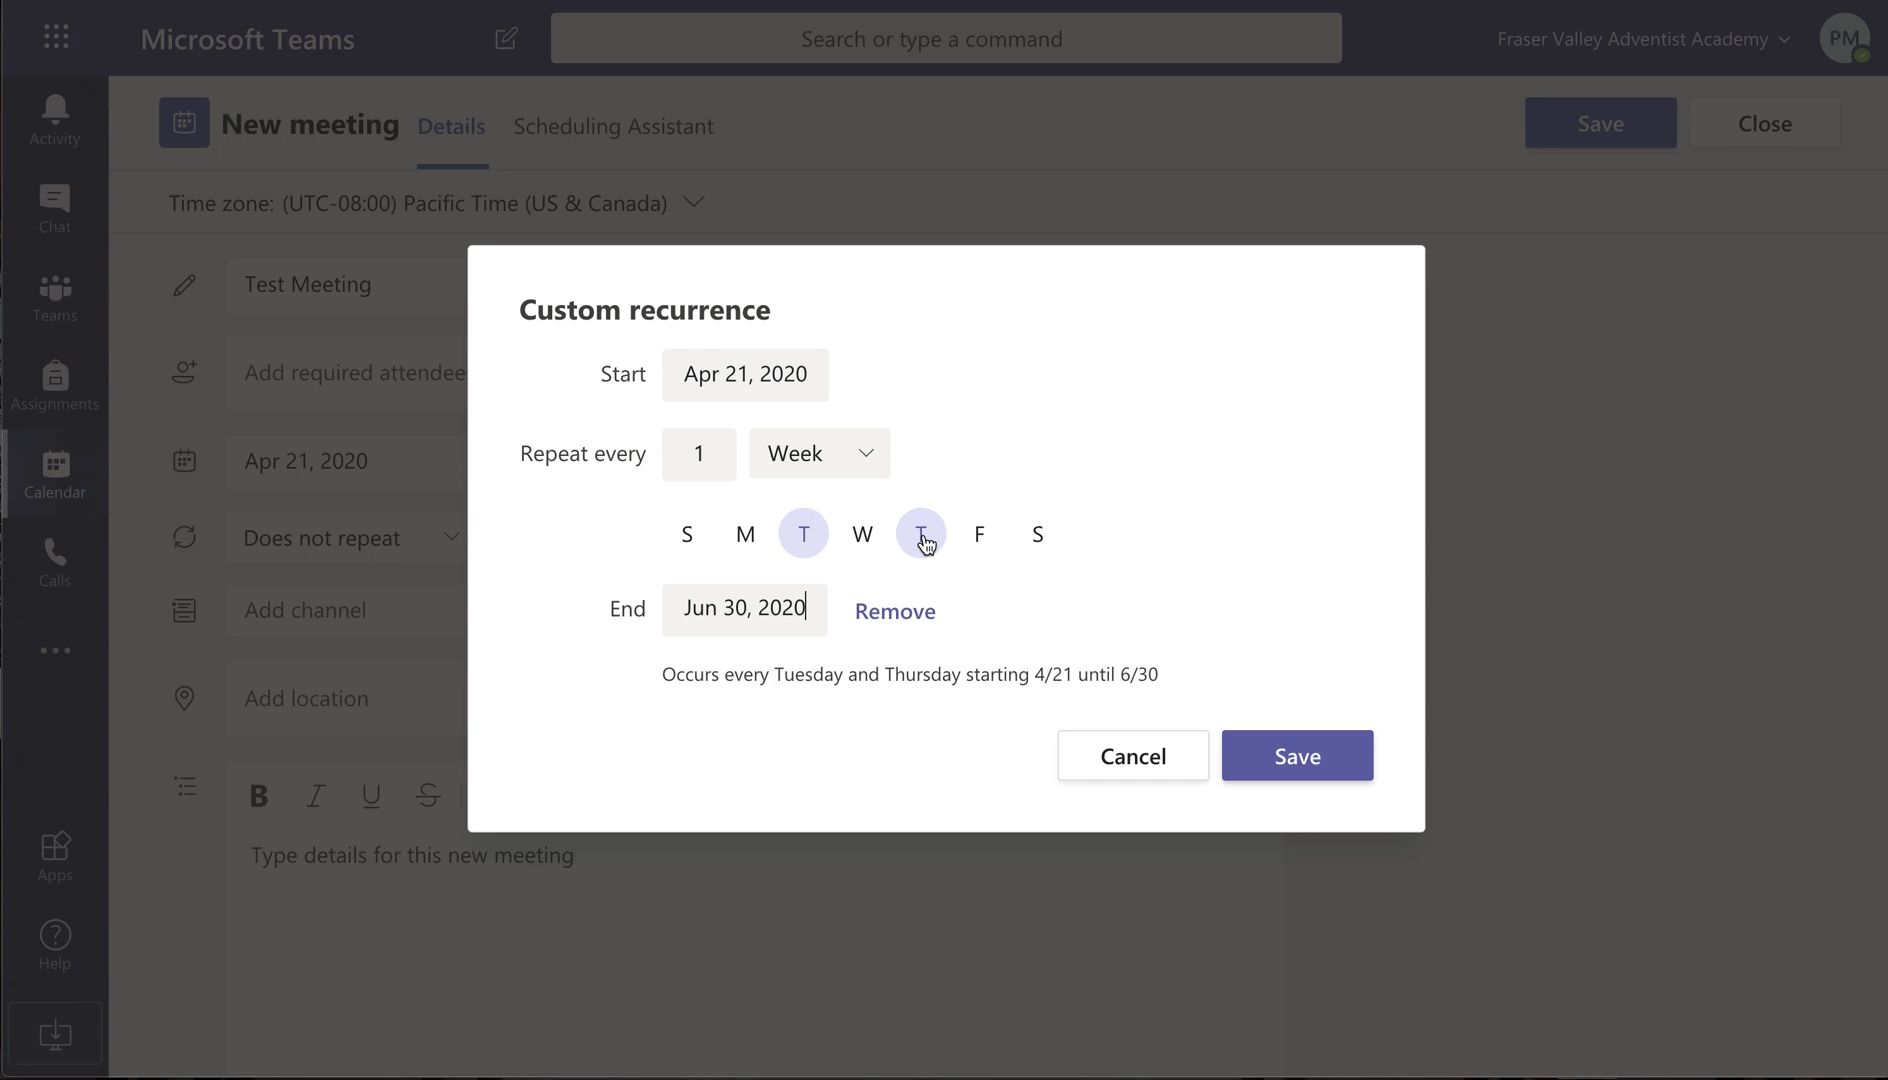 Microsoft Teams
Search or type a command
Fraser Valley Adventist Academy
PM
Activity
Chat
Teams
Assignments
Calendar
Calls
Apps
Help
New meeting
Details
Scheduling Assistant
Save
Close
Time zone: (UTC-08:00) Pacific Time (US & Canada)
Test Meeting
Add required attendee
Apr 21, 2020
Does not repeat
Add channel
Add location
B I U S
Type details for this new meeting
Custom recurrence
Start Apr 21, 2020
Repeat every 1 Week
S M T W T F S
End Jun 30, 2020 Remove
Occurs every Tuesday and Thursday starting 4/21 until 6/30
Cancel Save